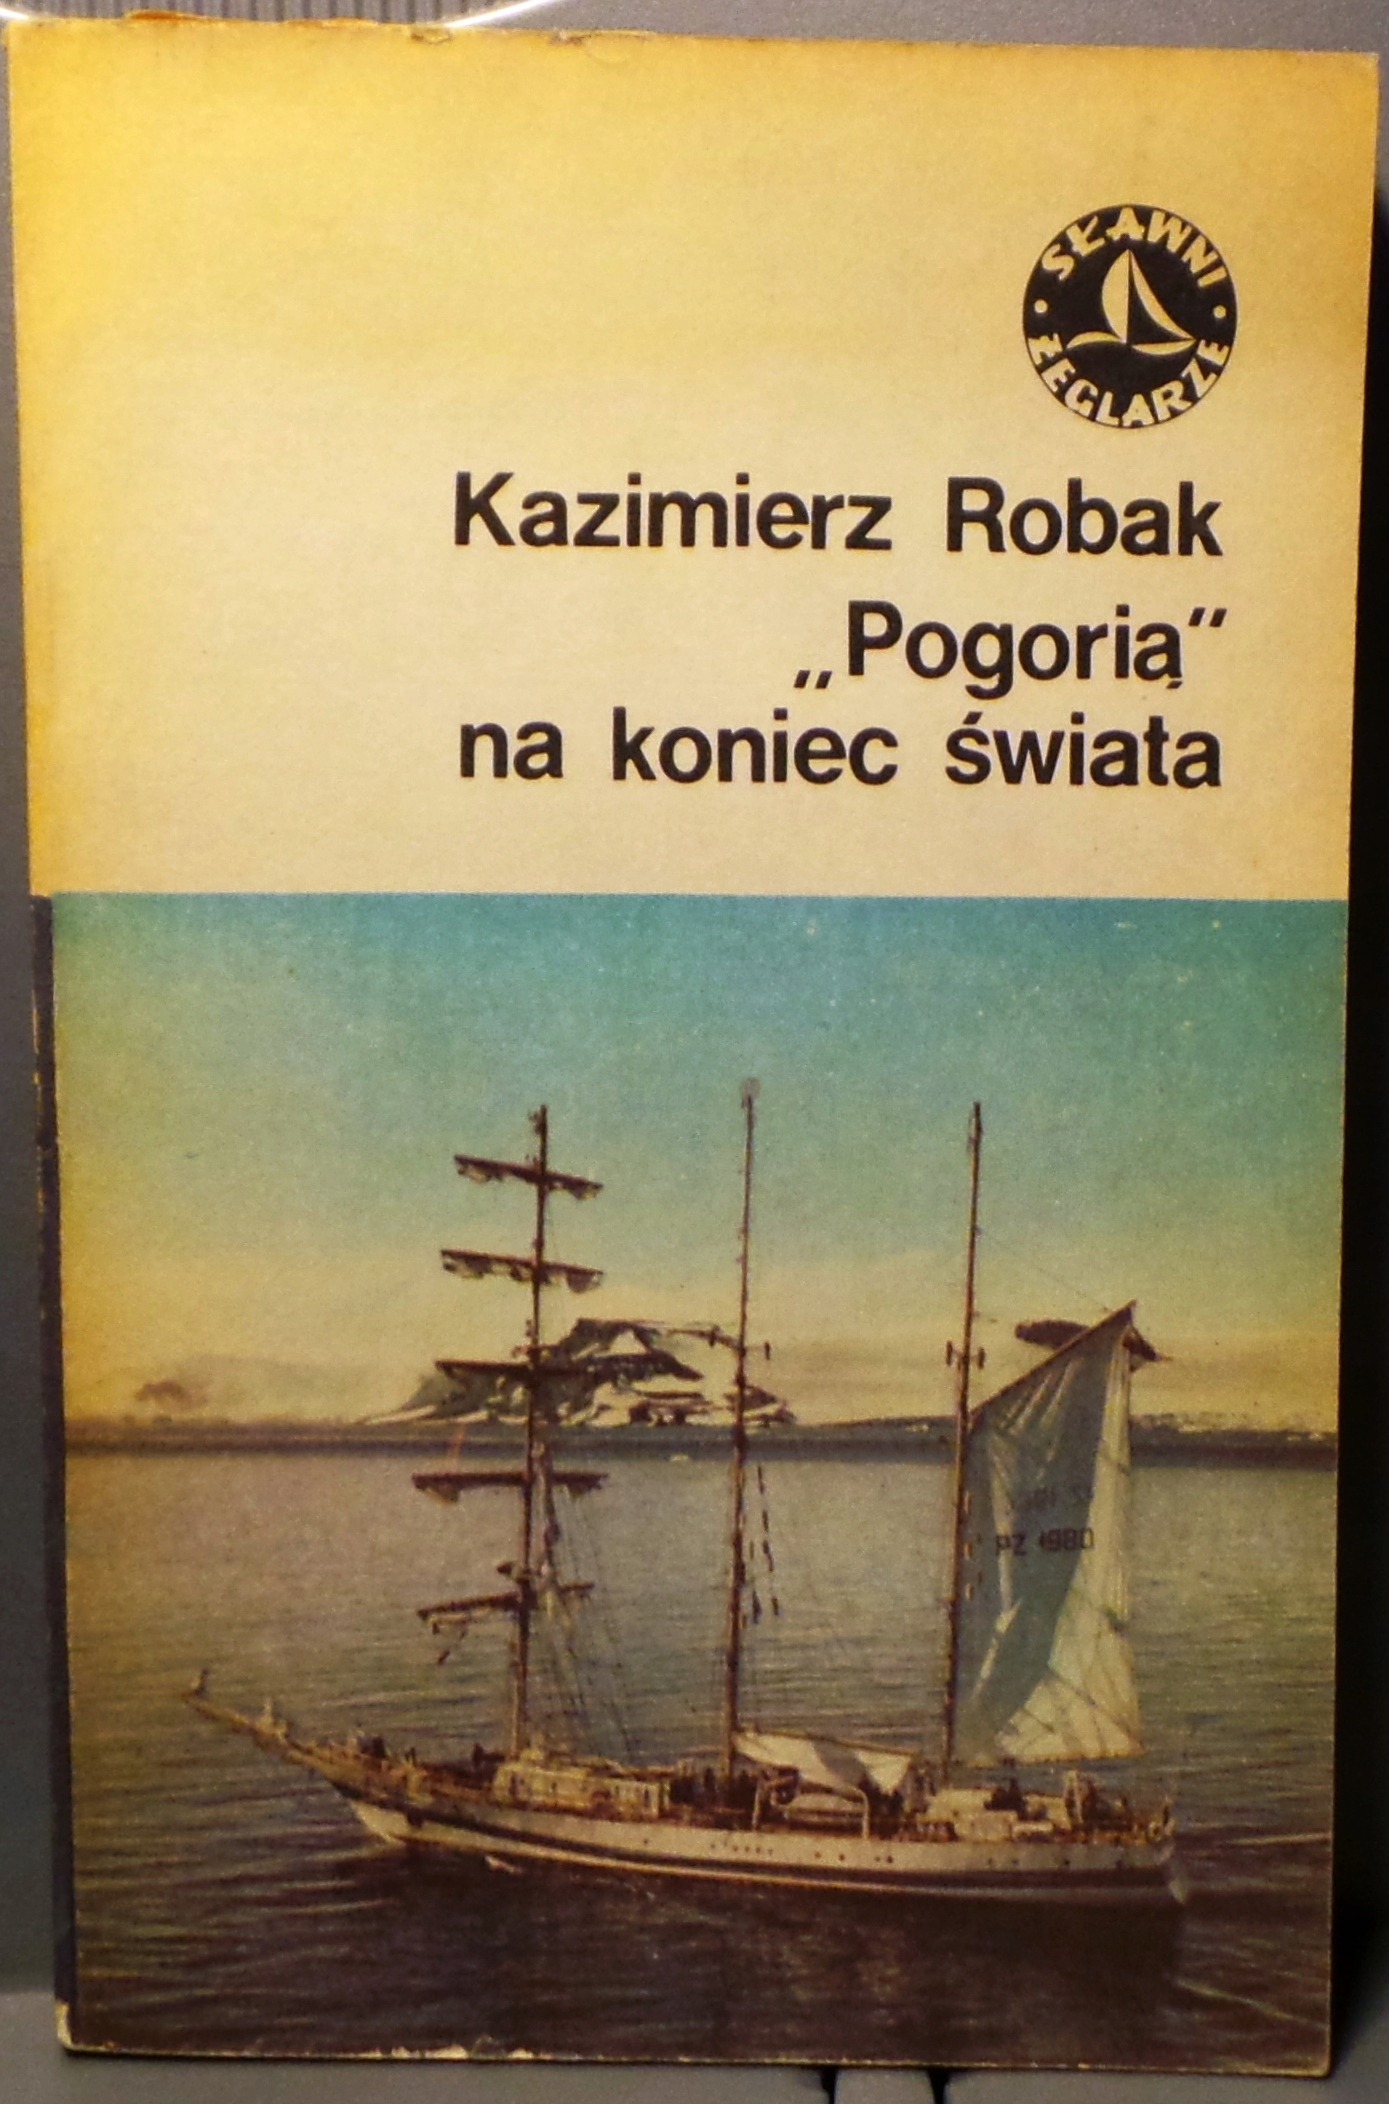 SŁAWNI
ŻEGLARZE
Kazimierz Robak
„Pogorią”
na koniec świata
PZ 1980